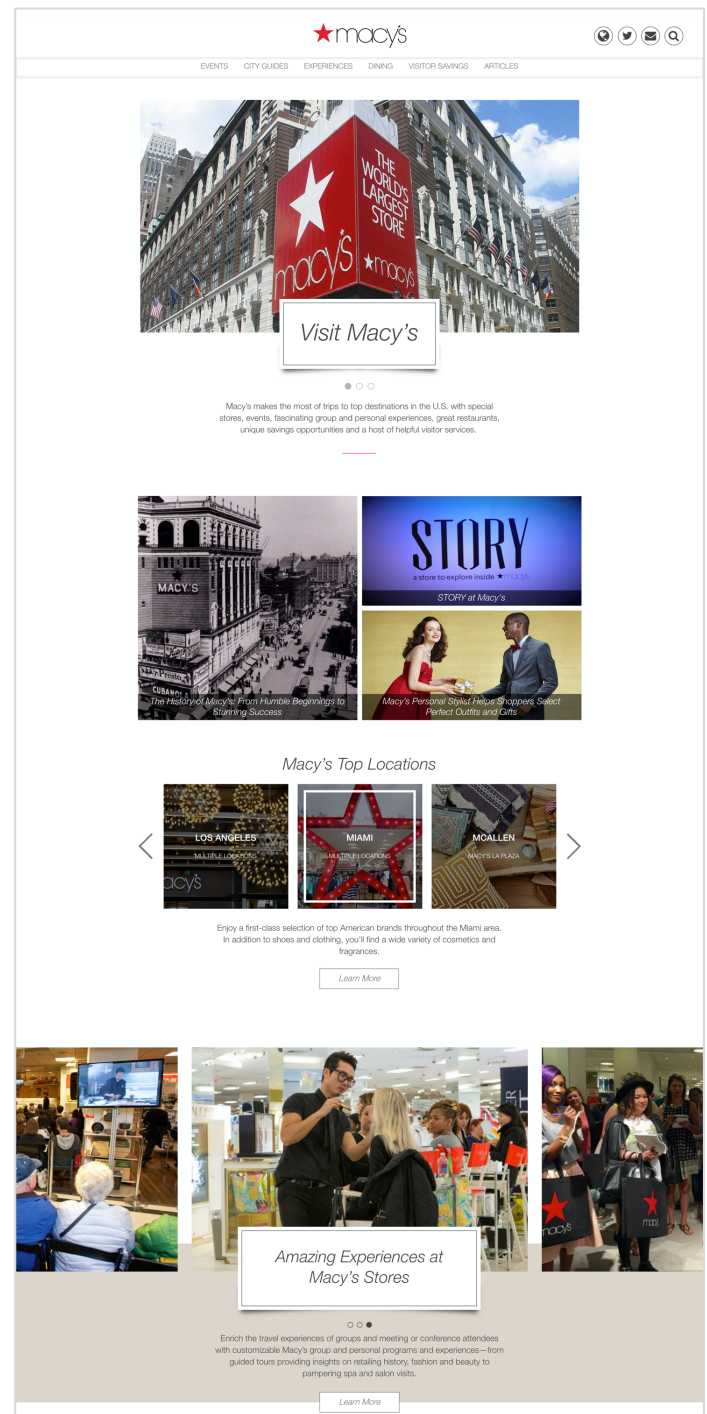 macy's
EVENTS CITY GUIDES EXPERIENCES DINING VISITOR SAVINGS ARTICLES
THE
WORLD'S
LARGEST
STORE
macy's
macy's
Visit Macy's
Macy's makes the most of trips to top destinations in the U.S. with special
stores, events, fascinating group and personal experiences, great restaurants,
unique savings opportunities and a host of helpful visitor services.
MACY'S
Presto
CUBANOL
The History of Macy's: From Humble Beginnings to
Stunning Success
STORY
a store to explore inside macy's
STORY at Macy's
Macy's Personal Stylist Helps Shoppers Select
Perfect Outfits and Gifts
Macy's Top Locations
LOS ANGELES
MULTIPLE LOCATIONS
acy's
MIAMI
MULTIPLE LOCATIONS
MCALLEN
MACY'S LA PLAZA
Enjoy a first-class selection of top American brands throughout the Miami area.
In addition to shoes and clothing, you'll find a wide variety of cosmetics and
fragrances.
Learn More
macy's
macy's
Amazing Experiences at
Macy's Stores
Enrich the travel experiences of groups and meeting or conference attendees
with customizable Macy's group and personal programs and experiences—from
guided tours providing insights on retailing history, fashion and beauty to
pampering spa and salon visits.
Learn More